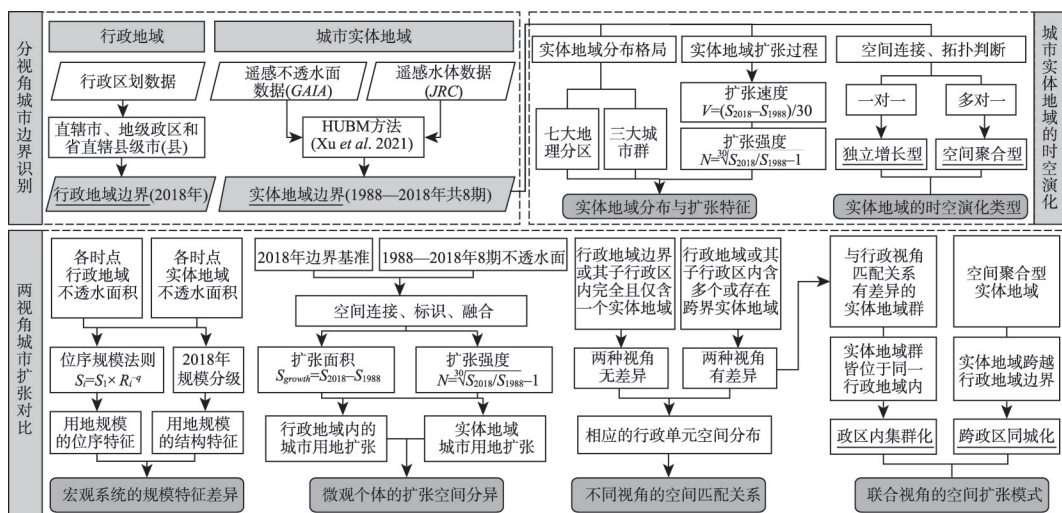 分视角城市边界识别
行政地域
城市实体地域
行政区划数据
遥感不透水面
数据(GAIA)
遥感水体数据
(JRC)
直辖市、地级政区和
省直辖县级市(县)
HUBM方法
(Xu et al. 2021)
行政地域边界(2018年)
实体地域边界(1988—2018年共8期)
实体地域分布格局
实体地域扩张过程
空间连接、拓扑判断
七大地
理分区
三大城
市群
扩张速度
V=(S2018–S1988)/30
扩张强度
N=³⁰√S2018/S1988–1
一对一
多对一
独立增长型
空间聚合型
实体地域分布与扩张特征
实体地域的时空演化类型
城市实体地域的时空演化
两视角城市扩张对比
各时点
行政地域
不透水面积
各时点
实体地域
不透水面积
位序规模法则
Si=S1× Ri–q
2018年
规模分级
用地规模
的位序特征
用地规模
的结构特征
宏观系统的规模特征差异
2018年边界基准
1988—2018年8期不透水面
空间连接、标识、融合
扩张面积
Sgrowth=S2018–S1988
扩张强度
N=³⁰√S2018/S1988–1
行政地域内的
城市用地扩张
实体地域
城市用地扩张
微观个体的扩张空间分异
行政地域边界
或其子行政区
内完全且仅含
一个实体地域
行政地域或其
子行政区内含
多个或存在
跨界实体地域
两种视角
无差异
两种视角
有差异
相应的行政单元空间分布
不同视角的空间匹配关系
与行政视角
匹配关系
有差异的
实体地域群
空间聚合型
实体地域
实体地域群
皆位于同一
行政地域内
实体地域跨越
行政地域边界
政区内集群化
跨政区同城化
联合视角的空间扩张模式